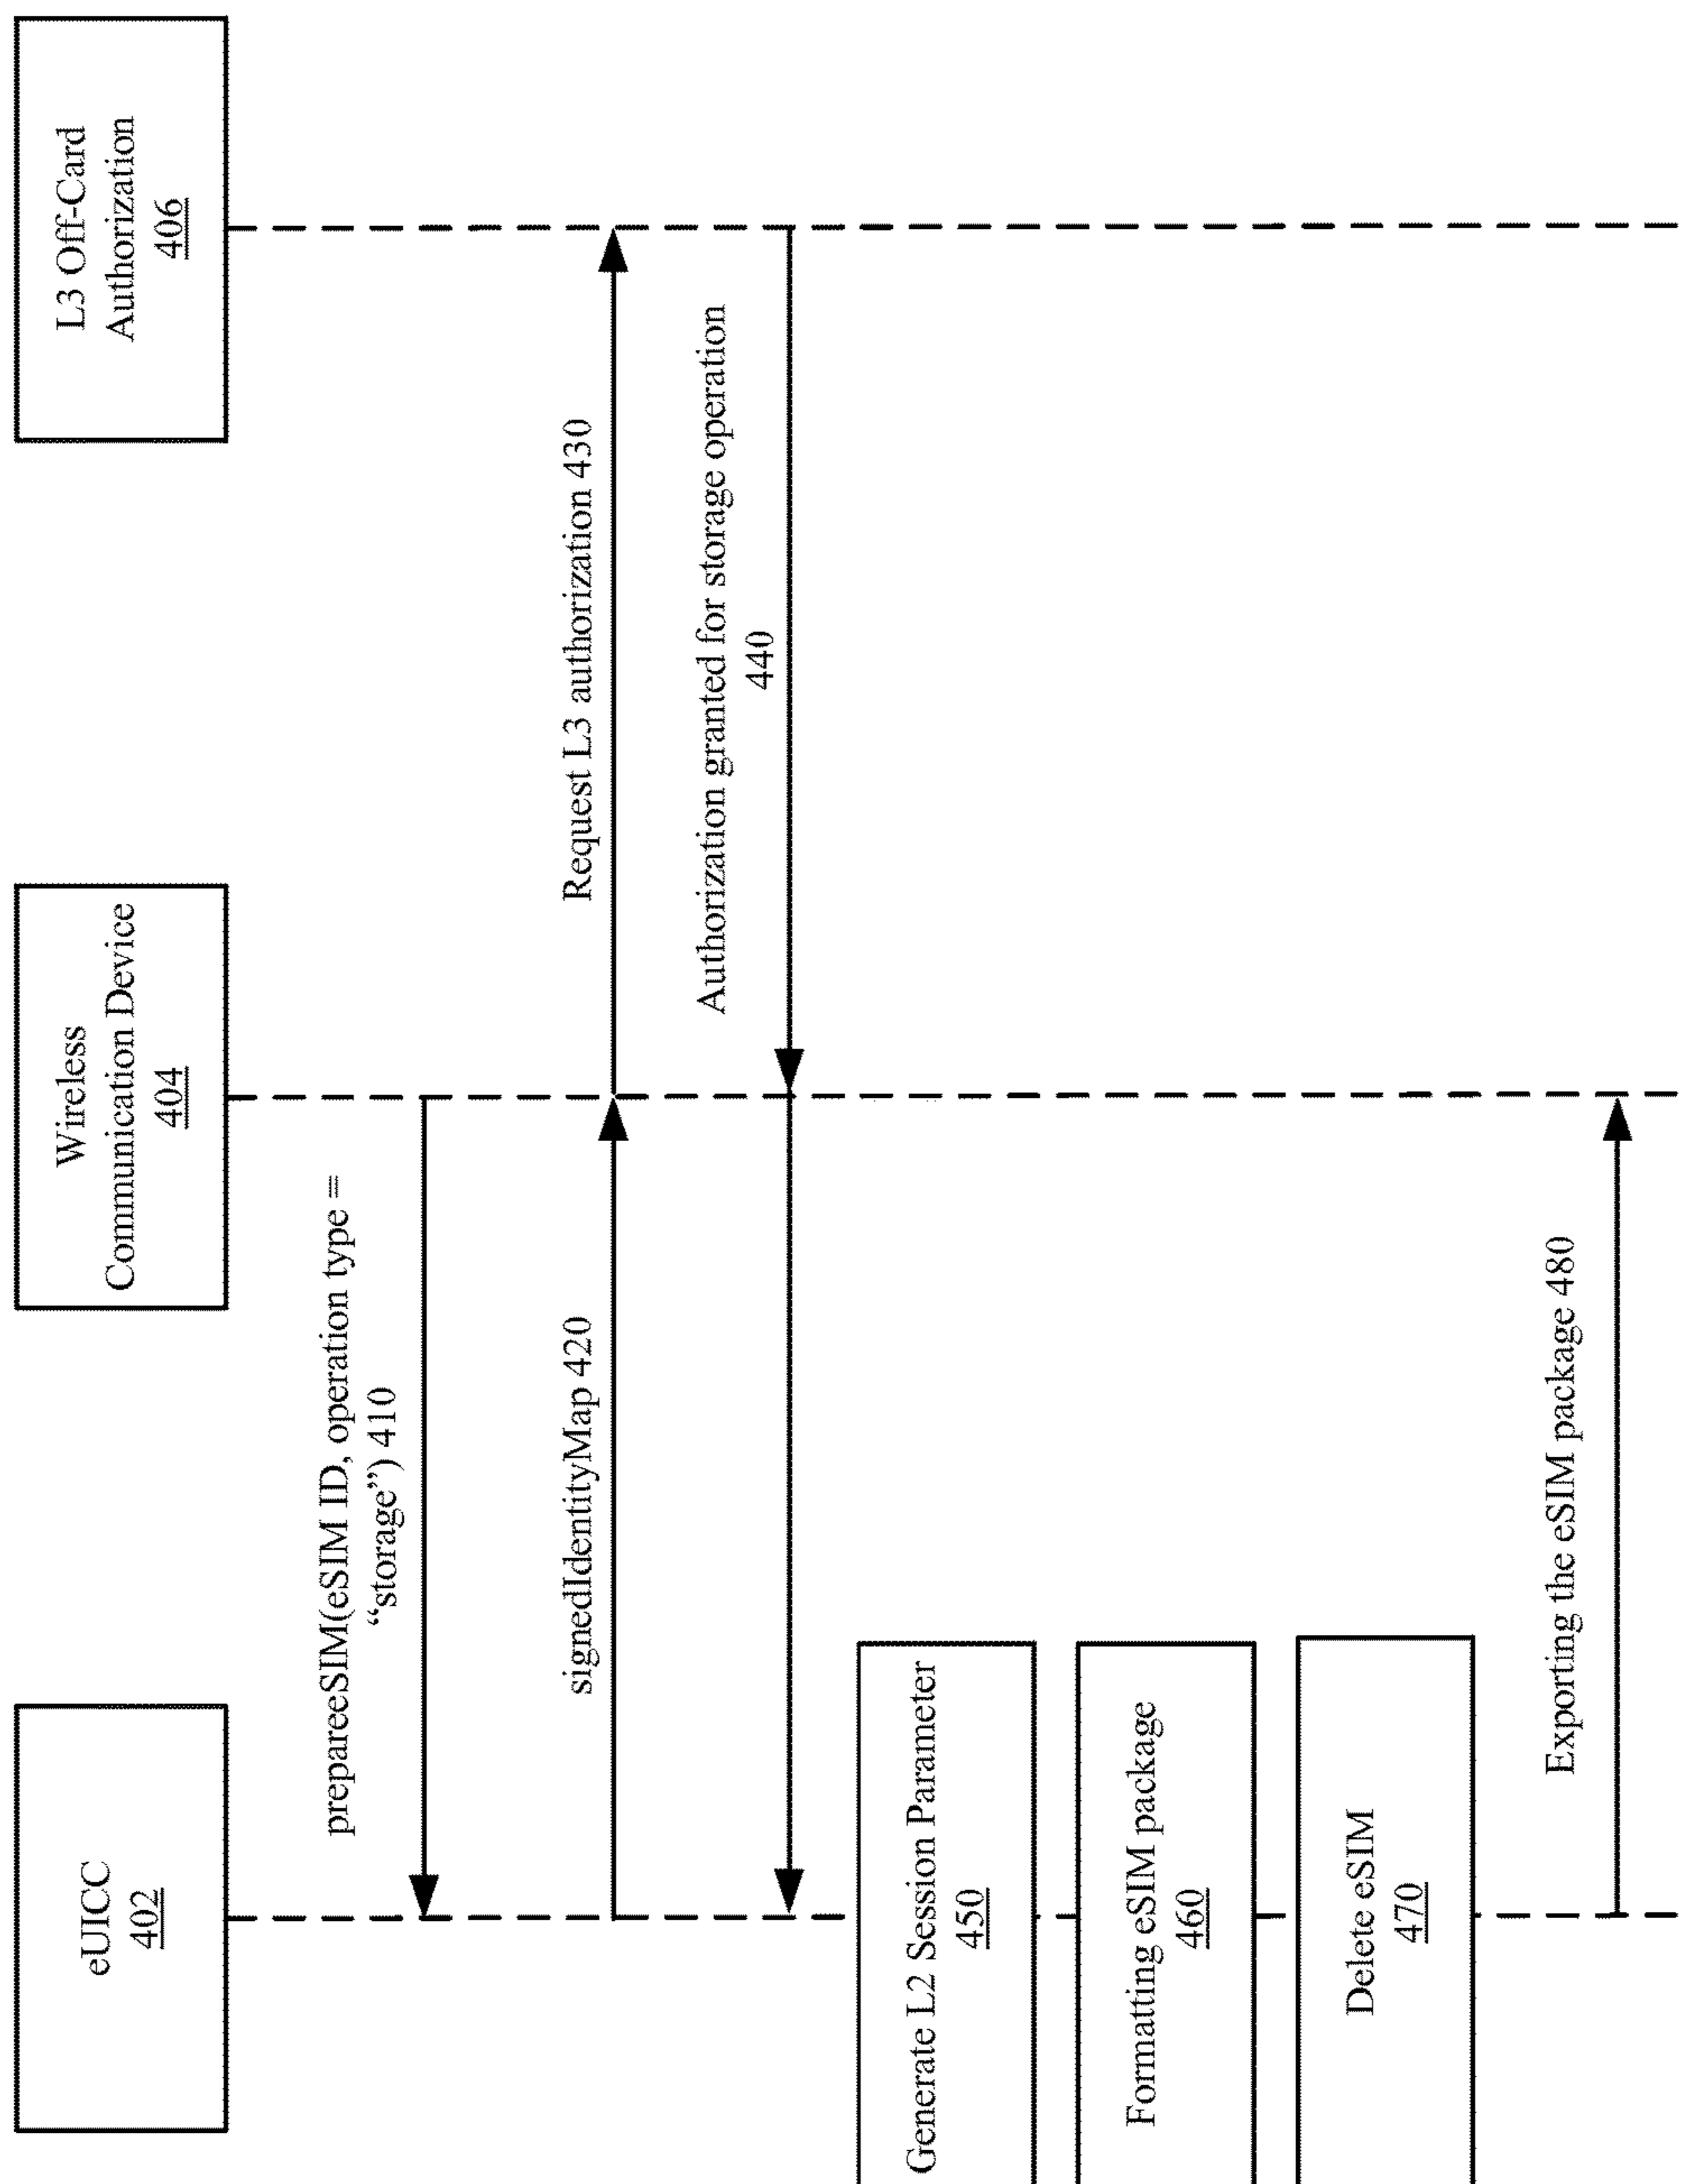 eUICC
402
Wireless
Communication Device
404
L3 Off-Card
Authorization
406
prepareeSIM(eSIM ID, operation type =
“storage”) 410
signedIdentityMap 420
Request L3 authorization 430
Authorization granted for storage operation
440
Generate L2 Session Parameter
450
Formatting eSIM package
460
Delete eSIM
470
Exporting the eSIM package 480